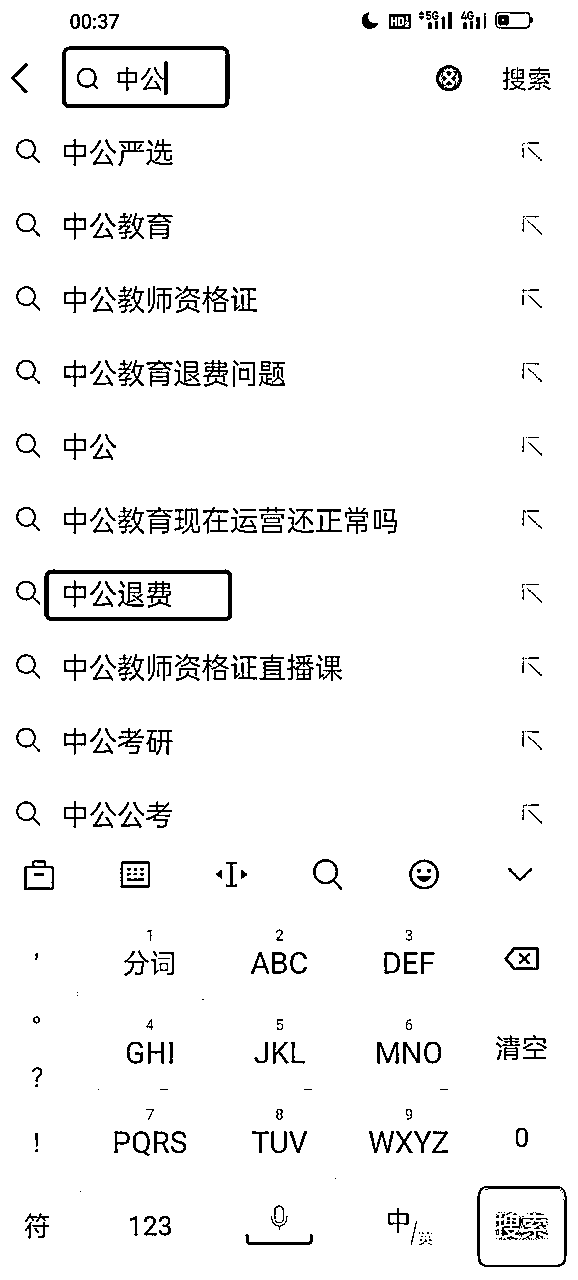 00:37 HD2 5G 4G
中公 搜索
中公严选
中公教育
中公教师资格证
中公教育退费问题
中公
中公教育现在运营还正常吗
中公退费
中公教师资格证直播课
中公考研
中公公考
， 1 2 3
分词 ABC DEF
。 4 5 6
GHI JKL MNO 清空
？ 7 8 9
！ PQRS TUV WXYZ 0
符 123 中/英 搜索